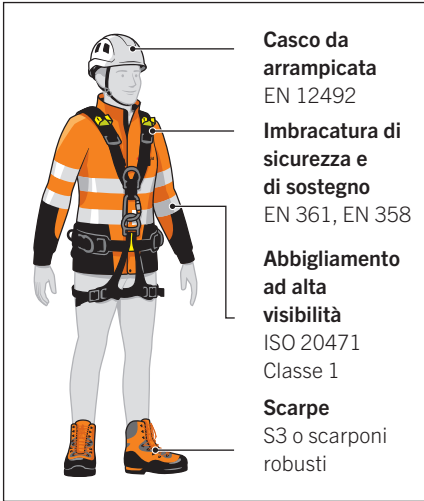 Casco da
arrampicata
EN 12492
Imbracatura di
sicurezza e
di sostegno
EN 361, EN 358
Abbigliamento
ad alta
visibilità
ISO 20471
Classe 1
Scarpe
S3 o scarponi
robusti